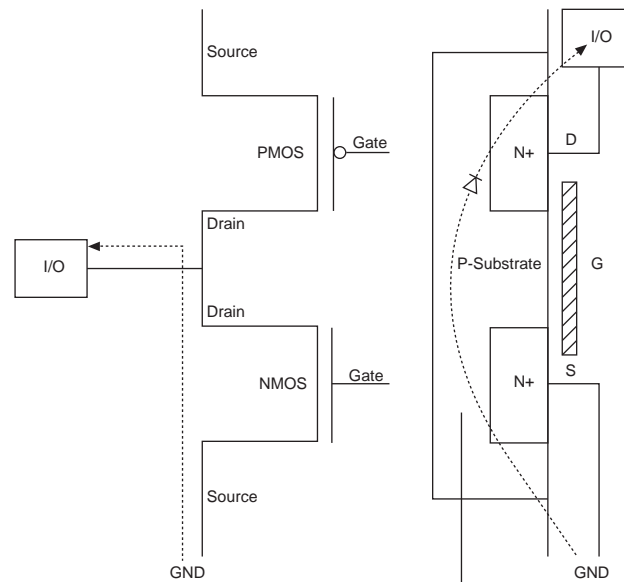 Source
I/O
PMOS
Gate
N+
D
Drain
I/O
P-Substrate
G
Drain
NMOS
Gate
N+
S
Source
GND
GND